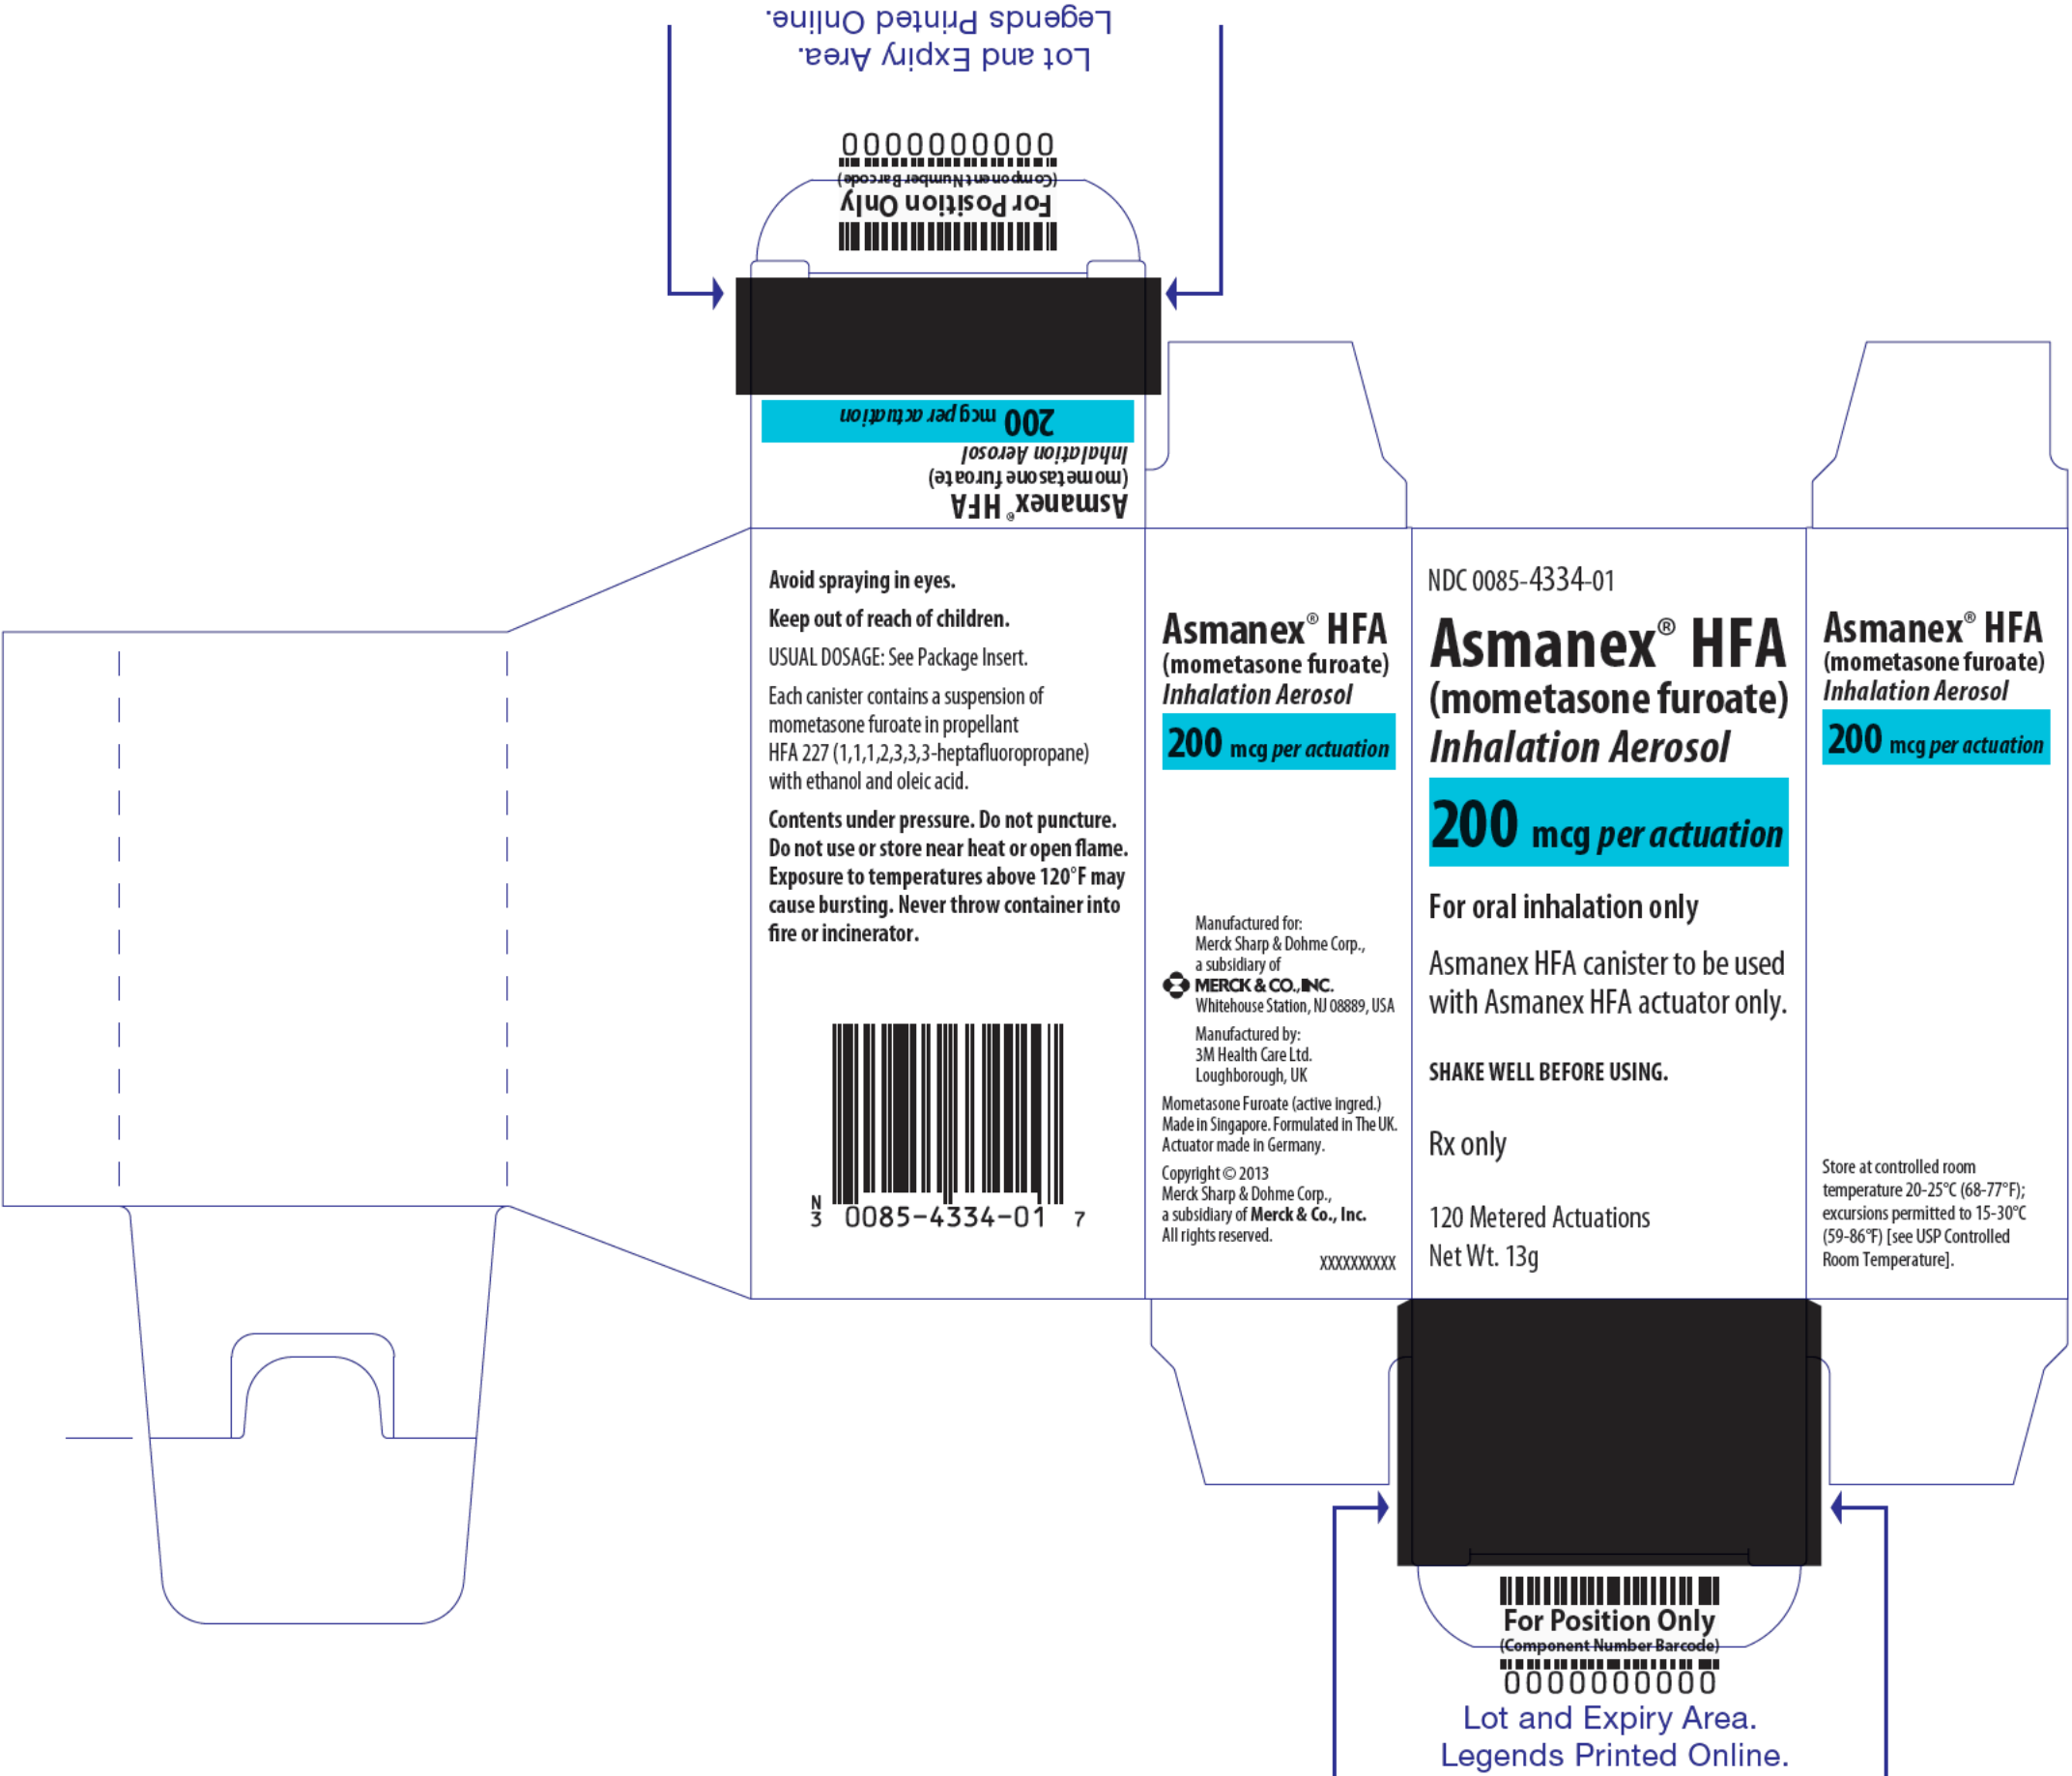 Legends Printed Online.
Lot and Expiry Area.
0000000000
(Component Number Barcode)
For Position Only
200 mcg per actuation
Inhalation Aerosol
(mometasone furoate)
Asmanex® HFA
Avoid spraying in eyes.
Keep out of reach of children.
USUAL DOSAGE: See Package Insert.
Each canister contains a suspension of
mometasone furoate in propellant
HFA 227 (1,1,1,2,3,3,3-heptafluoropropane)
with ethanol and oleic acid.
Contents under pressure. Do not puncture.
Do not use or store near heat or open flame.
Exposure to temperatures above 120°F may
cause bursting. Never throw container into
fire or incinerator.
N
3 0085-4334-01 7
Asmanex® HFA
(mometasone furoate)
Inhalation Aerosol
200 mcg per actuation
Manufactured for:
Merck Sharp & Dohme Corp.,
a subsidiary of
MERCK & CO., INC.
Whitehouse Station, NJ 08889, USA
Manufactured by:
3M Health Care Ltd.
Loughborough, UK
Mometasone Furoate (active ingred.)
Made in Singapore. Formulated in The UK.
Actuator made in Germany.
Copyright © 2013
Merck Sharp & Dohme Corp.,
a subsidiary of Merck & Co., Inc.
All rights reserved.
XXXXXXXXXX
NDC 0085-4334-01
Asmanex® HFA
(mometasone furoate)
Inhalation Aerosol
200 mcg per actuation
For oral inhalation only
Asmanex HFA canister to be used
with Asmanex HFA actuator only.
SHAKE WELL BEFORE USING.
Rx only
120 Metered Actuations
Net Wt. 13g
Asmanex® HFA
(mometasone furoate)
Inhalation Aerosol
200 mcg per actuation
Store at controlled room
temperature 20-25°C (68-77°F);
excursions permitted to 15-30°C
(59-86°F) [see USP Controlled
Room Temperature].
For Position Only
(Component Number Barcode)
0000000000
Lot and Expiry Area.
Legends Printed Online.